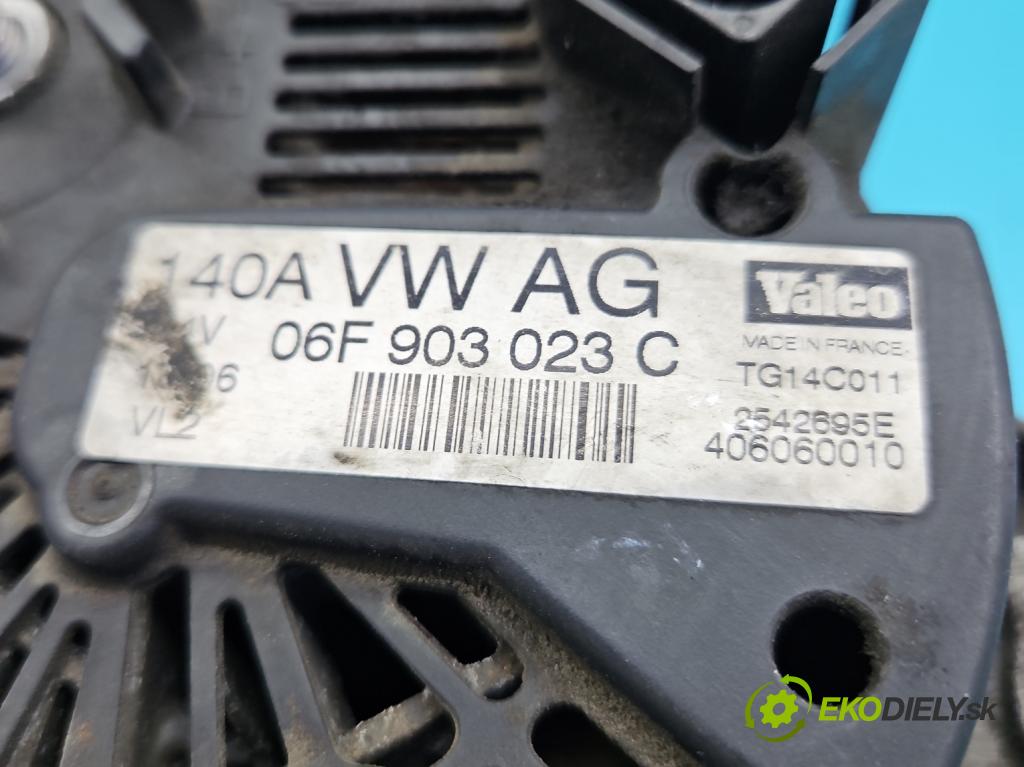 140A VW AG
06F 903 023 C
VL2
Valeo
MADE IN FRANCE
TG14C011
2542695E
406060010
EKODIELY.sk